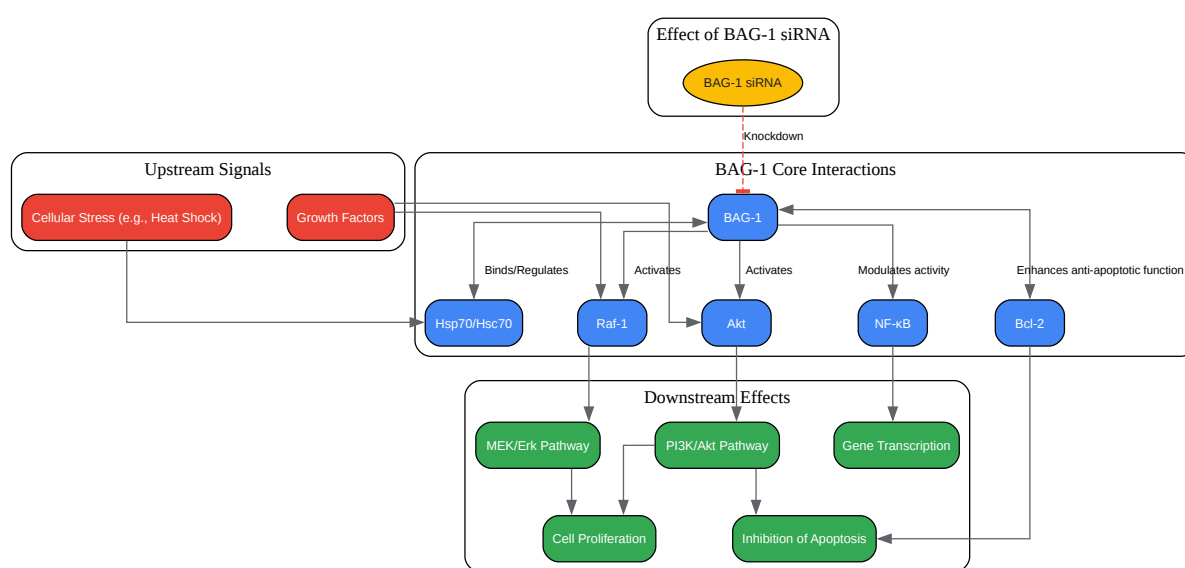 Effect of BAG-1 siRNA
BAG-1 siRNA
Knockdown
Upstream Signals
BAG-1 Core Interactions
Cellular Stress (e.g., Heat Shock)
Growth Factors
BAG-1
Binds/Regulates
Activates
Activates
Modulates activity
Enhances anti-apoptotic function
Hsp70/Hsc70
Raf-1
Akt
NF-κB
Bcl-2
Downstream Effects
MEK/Erk Pathway
PI3K/Akt Pathway
Gene Transcription
Cell Proliferation
Inhibition of Apoptosis